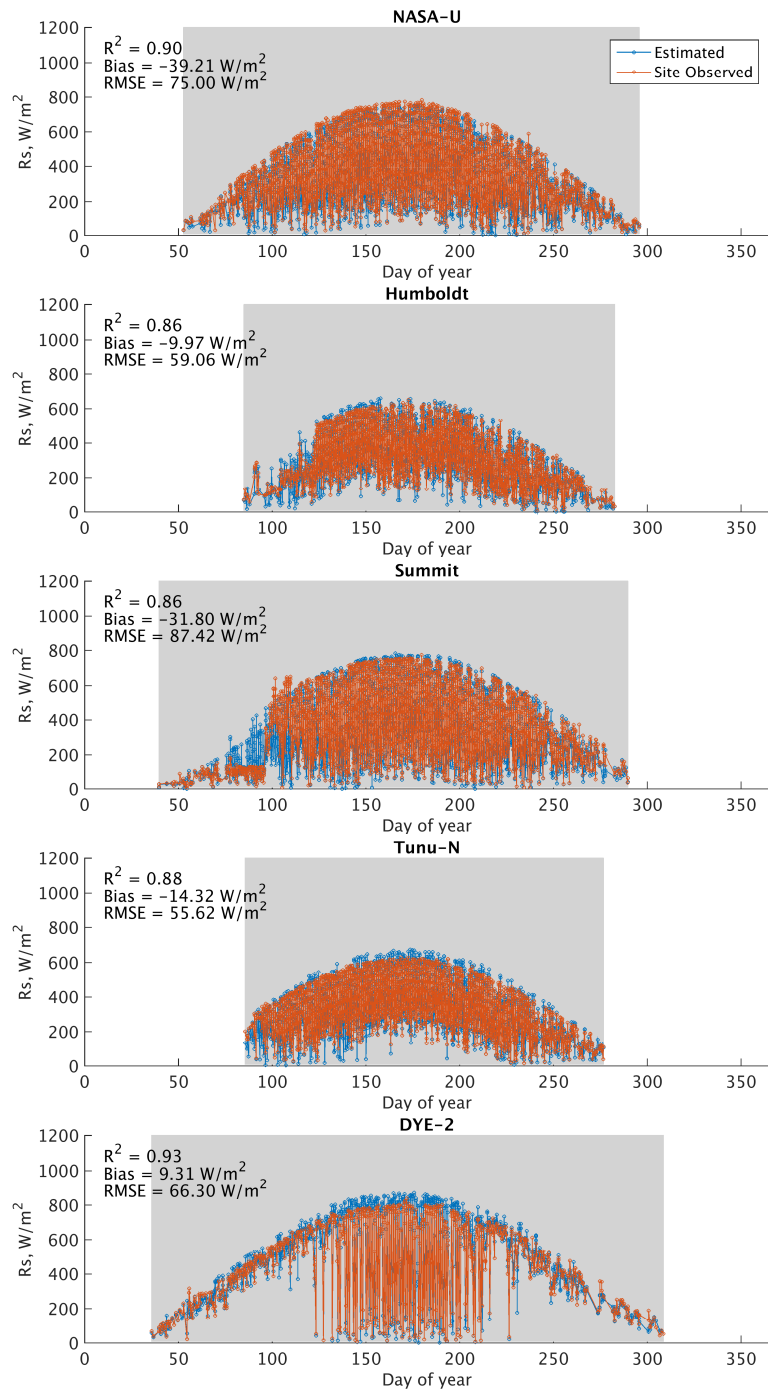 NASA-U
R² = 0.90
Bias = −39.21 W/m²
RMSE = 75.00 W/m²
Estimated
Site Observed
1200
1000
800
600
400
200
0
Rs, W/m²
0 50 100 150 200 250 300 350
Day of year
Humboldt
R² = 0.86
Bias = −9.97 W/m²
RMSE = 59.06 W/m²
1200
1000
800
600
400
200
0
Rs, W/m²
0 50 100 150 200 250 300 350
Day of year
Summit
R² = 0.86
Bias = −31.80 W/m²
RMSE = 87.42 W/m²
1200
1000
800
600
400
200
0
Rs, W/m²
0 50 100 150 200 250 300 350
Day of year
Tunu-N
R² = 0.88
Bias = −14.32 W/m²
RMSE = 55.62 W/m²
1200
1000
800
600
400
200
0
Rs, W/m²
0 50 100 150 200 250 300 350
Day of year
DYE-2
R² = 0.93
Bias = 9.31 W/m²
RMSE = 66.30 W/m²
1200
1000
800
600
400
200
0
Rs, W/m²
0 50 100 150 200 250 300 350
Day of year